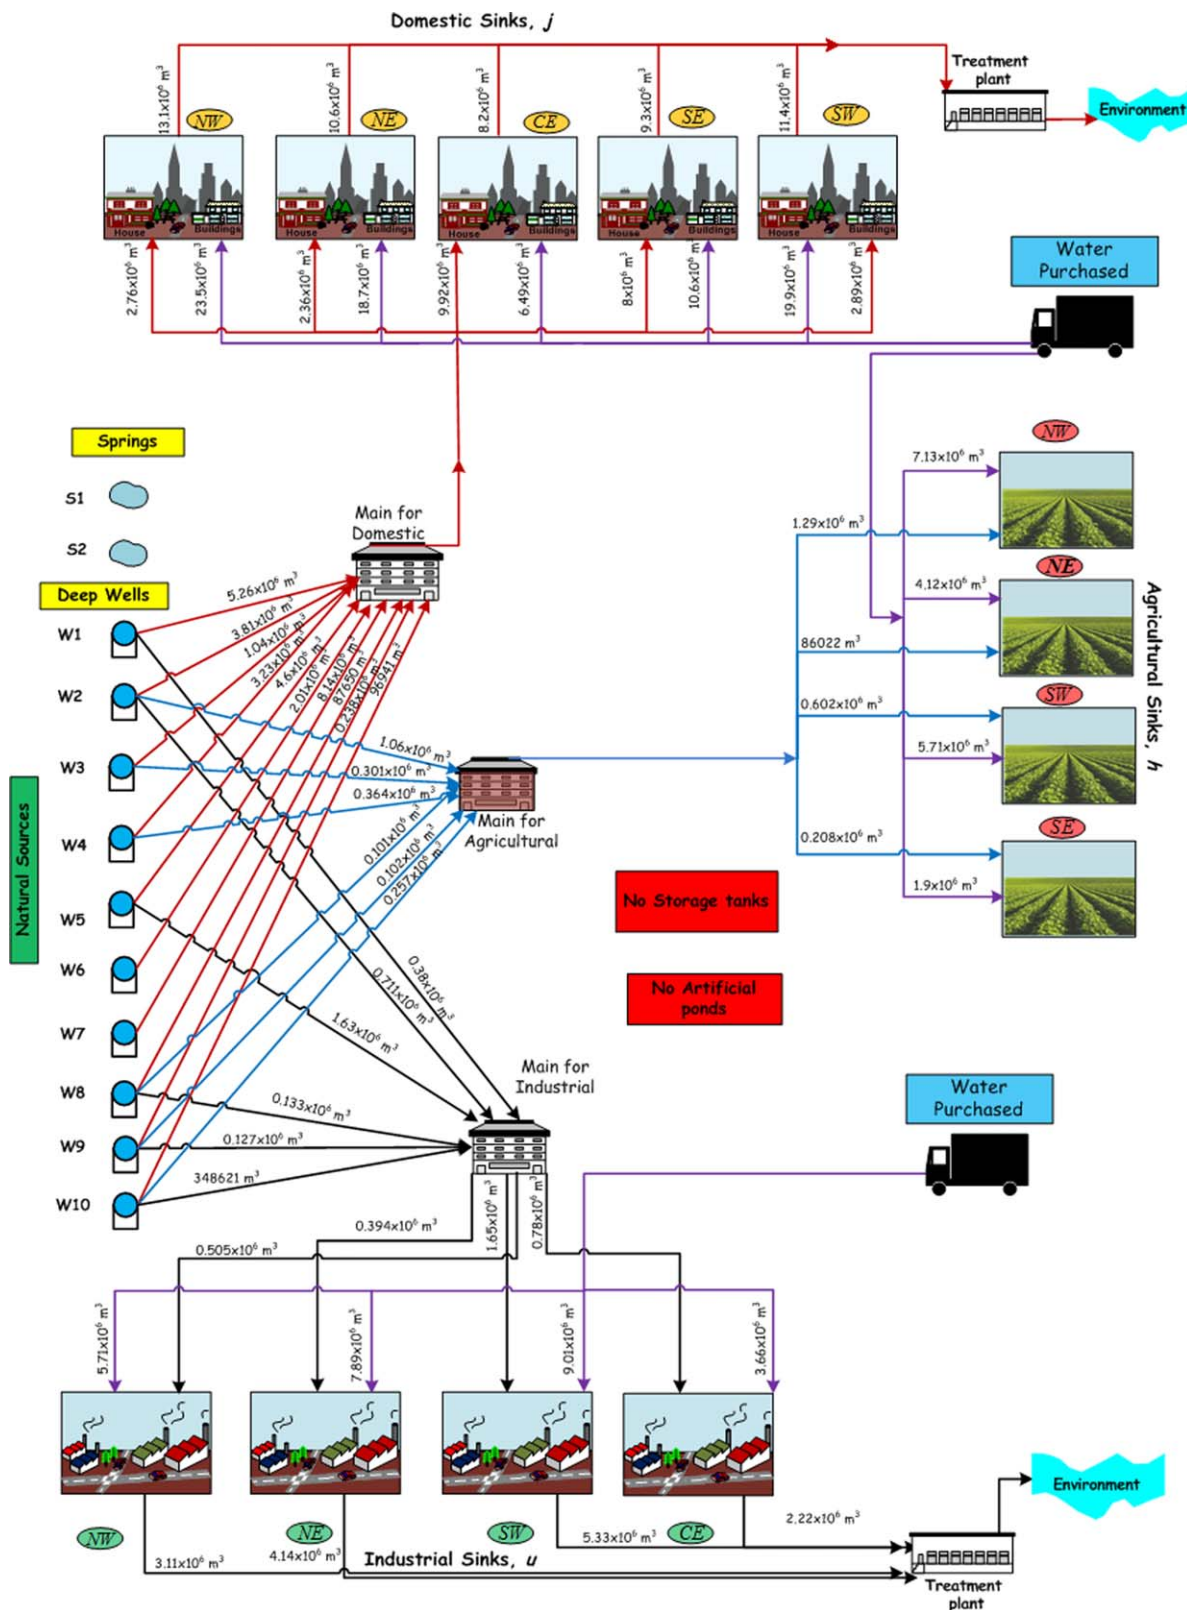 Domestic Sinks, j
Treatment
plant
Environment
13.1x10⁶ m³
10.6x10⁶ m³
8.2x10⁶ m³
9.3x10⁶ m³
11.4x10⁶ m³
NW
NE
CE
SE
SW
House
Buildings
House
Buildings
House
Buildings
House
Buildings
House
Buildings
2.76x10⁶ m³
23.5x10⁶ m³
2.36x10⁶ m³
18.7x10⁶ m³
9.92x10⁶ m³
6.49x10⁶ m³
8x10⁶ m³
10.6x10⁶ m³
19.9x10⁶ m³
2.89x10⁶ m³
Water
Purchased
Springs
S1
S2
Deep Wells
Natural Sources
W1
W2
W3
W4
W5
W6
W7
W8
W9
W10
Main for
Domestic
5.26x10⁶ m³
3.81x10⁶ m³
1.04x10⁶ m³
3.23x10⁶ m³
4.6x10⁶ m³
2.01x10⁶ m³
8.14x10⁶ m³
87650 m³
0.238x10⁶ m³
96941 m³
1.06x10⁶ m³
0.301x10⁶ m³
0.364x10⁶ m³
0.101x10⁶ m³
0.102x10⁶ m³
0.257x10⁶ m³
Main for
Agricultural
NW
7.13x10⁶ m³
1.29x10⁶ m³
NE
4.12x10⁶ m³
86022 m³
SW
0.602x10⁶ m³
5.71x10⁶ m³
SE
0.208x10⁶ m³
1.9x10⁶ m³
Agricultural Sinks, h
No Storage tanks
No Artificial
ponds
0.38x10⁶ m³
0.711x10⁶ m³
1.63x10⁶ m³
0.133x10⁶ m³
0.127x10⁶ m³
348621 m³
Main for
Industrial
Water
Purchased
0.394x10⁶ m³
0.505x10⁶ m³
1.65x10⁶ m³
0.78x10⁶ m³
5.71x10⁶ m³
7.89x10⁶ m³
9.01x10⁶ m³
3.66x10⁶ m³
NW
NE
SW
CE
3.11x10⁶ m³
4.14x10⁶ m³
5.33x10⁶ m³
2.22x10⁶ m³
Industrial Sinks, u
Environment
Treatment
plant